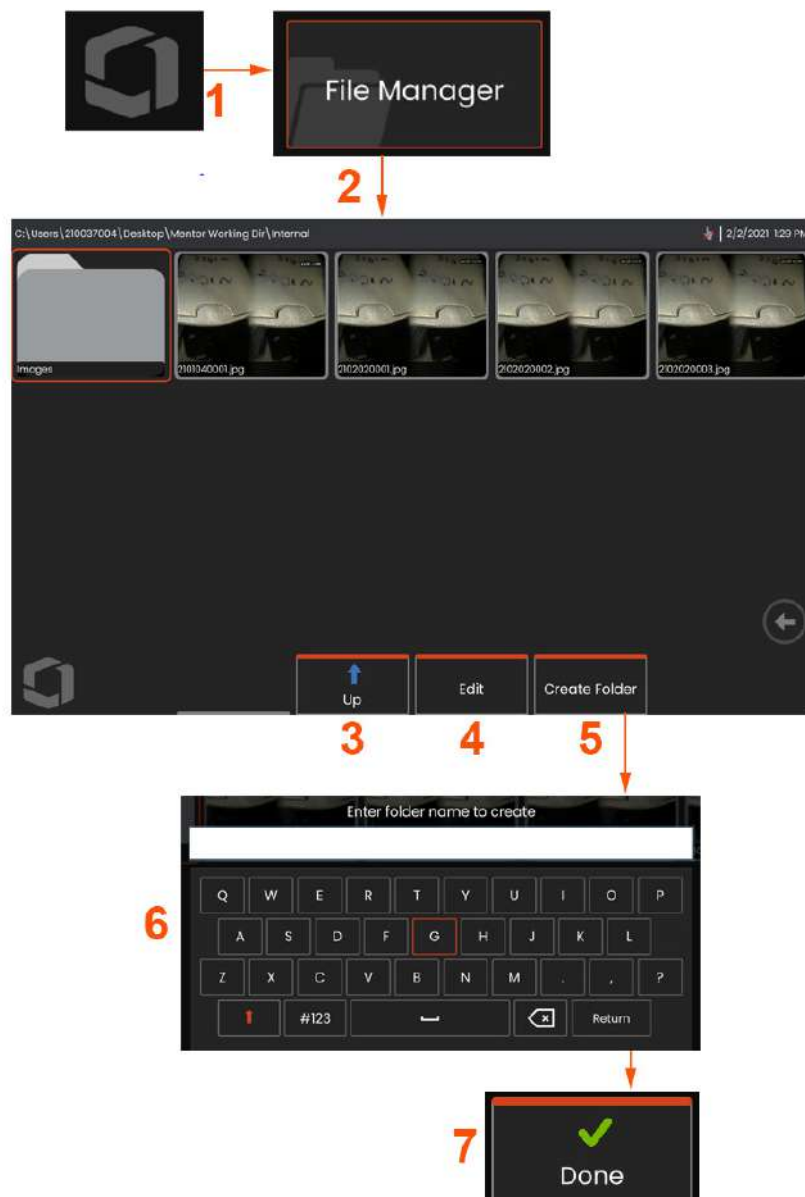 1
File Manager
2
C:\Users\210037004\Desktop\Mentor Working Dir\Internal
2/2/2021 1:29 PM
Images
2101040001.jpg
2102020001.jpg
2102020002.jpg
2102020003.jpg
Up
Edit
Create Folder
3
4
5
Enter folder name to create
6
Q W E R T Y U I O P
A S D F G H J K L
Z X C V B N M . , ?
#123
Return
7
Done